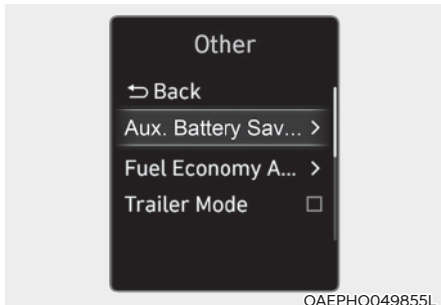 Other
⮌ Back
Aux. Battery Sav... >
Fuel Economy A... >
Trailer Mode ☐
OAEPHQ049855L